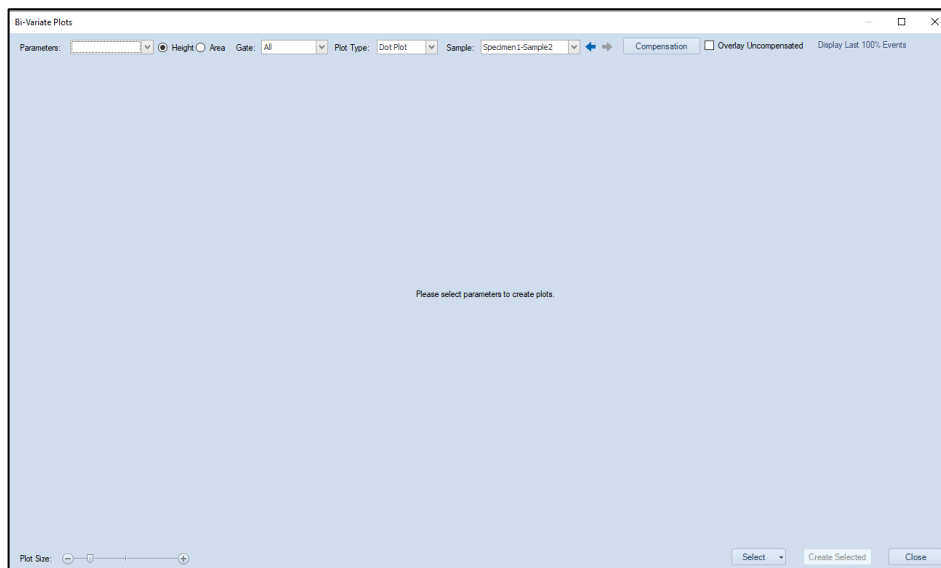 Bi-Variate Plots
Parameters: Height Area Gate: All Plot Type: Dot Plot Sample: Specimen1-Sample2 Compensation Overlay Uncompensated Display Last 100% Events
Please select parameters to create plots.
Plot Size: Select Create Selected Close